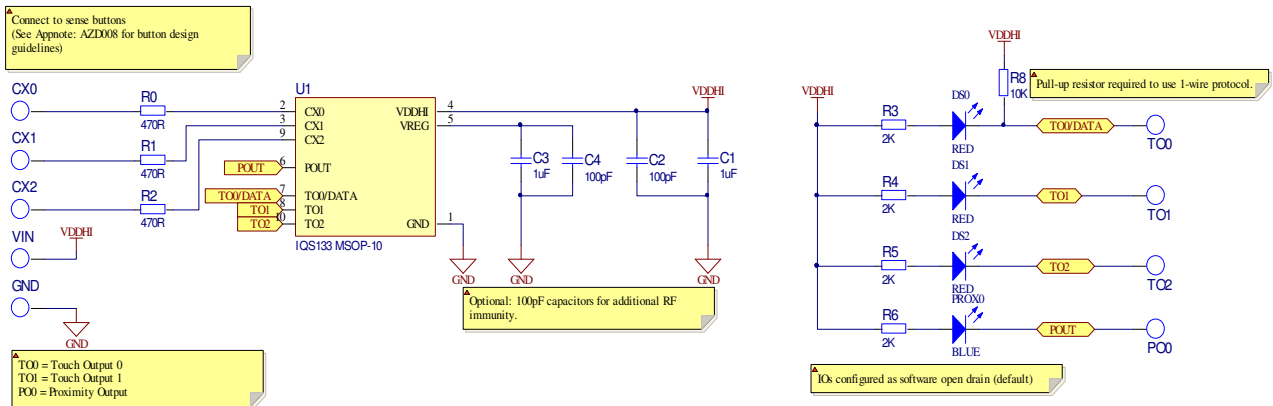 Connect to sense buttons
(See Appnote: AZD008 for button design
guidelines)
CX0
CX1
CX2
VIN
VDDHI
GND
GND
R0
470R
R1
470R
R2
470R
U1
2
3
9
6
7
8
10
CX0
CX1
CX2
POUT
TO0/DATA
TO1
TO2
VDDHI
VREG
GND
4
5
1
POUT
TO0/DATA
TO1
TO2
IQS133 MSOP-10
VDDHI
C3
1uF
C4
100pF
C2
100pF
C1
1uF
GND
GND
GND
Optional: 100pF capacitors for additional RF
immunity.
TO0 = Touch Output 0
TO1 = Touch Output 1
PO0 = Proximity Output
VDDHI
VDDHI
R8
10K
Pull-up resistor required to use 1-wire protocol.
R3
2K
DS0
RED
TO0/DATA
TO0
R4
2K
DS1
RED
TO1
TO1
R5
2K
DS2
RED
TO2
TO2
R6
2K
PROX0
BLUE
POUT
PO0
IOs configured as software open drain (default)